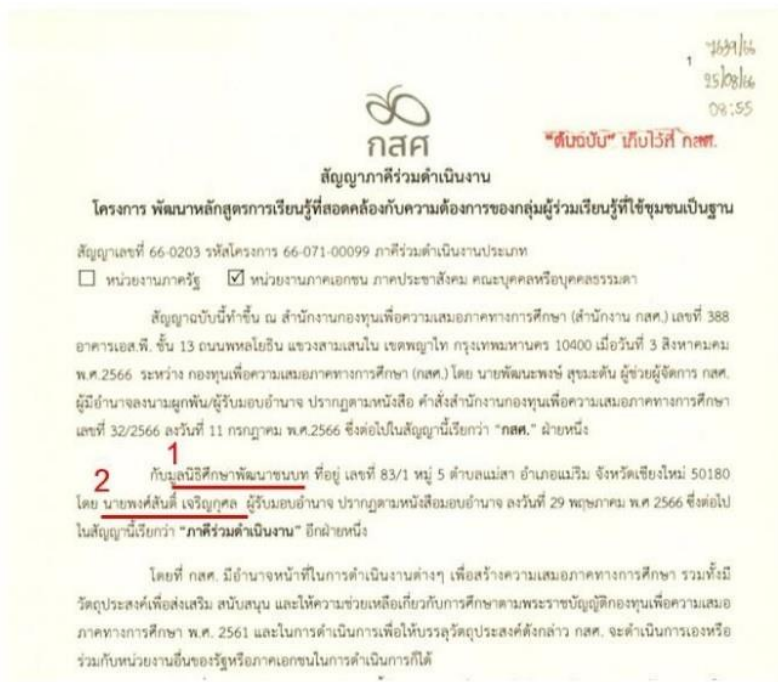 1
7639/66
25/08/66
08:55
กสศ
"ต้นฉบับ" เก็บไว้ที่ กสศ.
สัญญาภาคีร่วมดำเนินงาน
โครงการ พัฒนาหลักสูตรการเรียนรู้ที่สอดคล้องกับความต้องการของกลุ่มผู้ร่วมเรียนรู้ที่ใช้ชุมชนเป็นฐาน
สัญญาเลขที่ 66-0203 รหัสโครงการ 66-071-00099 ภาคีร่วมดำเนินงานประเภท
☐ หน่วยงานภาครัฐ ☑ หน่วยงานภาคเอกชน ภาคประชาสังคม คณะบุคคลหรือบุคคลธรรมดา
สัญญาฉบับนี้ทำขึ้น ณ สำนักงานกองทุนเพื่อความเสมอภาคทางการศึกษา (สำนักงาน กสศ.) เลขที่ 388
อาคารเอส.พี. ชั้น 13 ถนนพหลโยธิน แขวงสามเสนใน เขตพญาไท กรุงเทพมหานคร 10400 เมื่อวันที่ 3 สิงหาคมคม
พ.ศ.2566 ระหว่าง กองทุนเพื่อความเสมอภาคทางการศึกษา (กสศ.) โดย นายพัฒนะพงษ์ สุขมะดัน ผู้ช่วยผู้จัดการ กสศ.
ผู้มีอำนาจลงนามผูกพัน/ผู้รับมอบอำนาจ ปรากฏตามหนังสือ คำสั่งสำนักงานกองทุนเพื่อความเสมอภาคทางการศึกษา
เลขที่ 32/2566 ลงวันที่ 11 กรกฎาคม พ.ศ.2566 ซึ่งต่อไปในสัญญานี้เรียกว่า "กสศ." ฝ่ายหนึ่ง
1
กับมูลนิธิศึกษาพัฒนาชนบท ที่อยู่ เลขที่ 83/1 หมู่ 5 ตำบลแม่สา อำเภอแม่ริม จังหวัดเชียงใหม่ 50180
2
โดย นายพงศ์สันติ์ เจริญกุศล ผู้รับมอบอำนาจ ปรากฏตามหนังสือมอบอำนาจ ลงวันที่ 29 พฤษภาคม พ.ศ 2566 ซึ่งต่อไป
ในสัญญานี้เรียกว่า "ภาคีร่วมดำเนินงาน" อีกฝ่ายหนึ่ง
โดยที่ กสศ. มีอำนาจหน้าที่ในการดำเนินงานต่างๆ เพื่อสร้างความเสมอภาคทางการศึกษา รวมทั้งมี
วัตถุประสงค์เพื่อส่งเสริม สนับสนุน และให้ความช่วยเหลือเกี่ยวกับการศึกษาตามพระราชบัญญัติกองทุนเพื่อความเสมอ
ภาคทางการศึกษา พ.ศ. 2561 และในการดำเนินการเพื่อให้บรรลุวัตถุประสงค์ดังกล่าว กสศ. จะดำเนินการเองหรือ
ร่วมกับหน่วยงานอื่นของรัฐหรือภาคเอกชนในการดำเนินการก็ได้